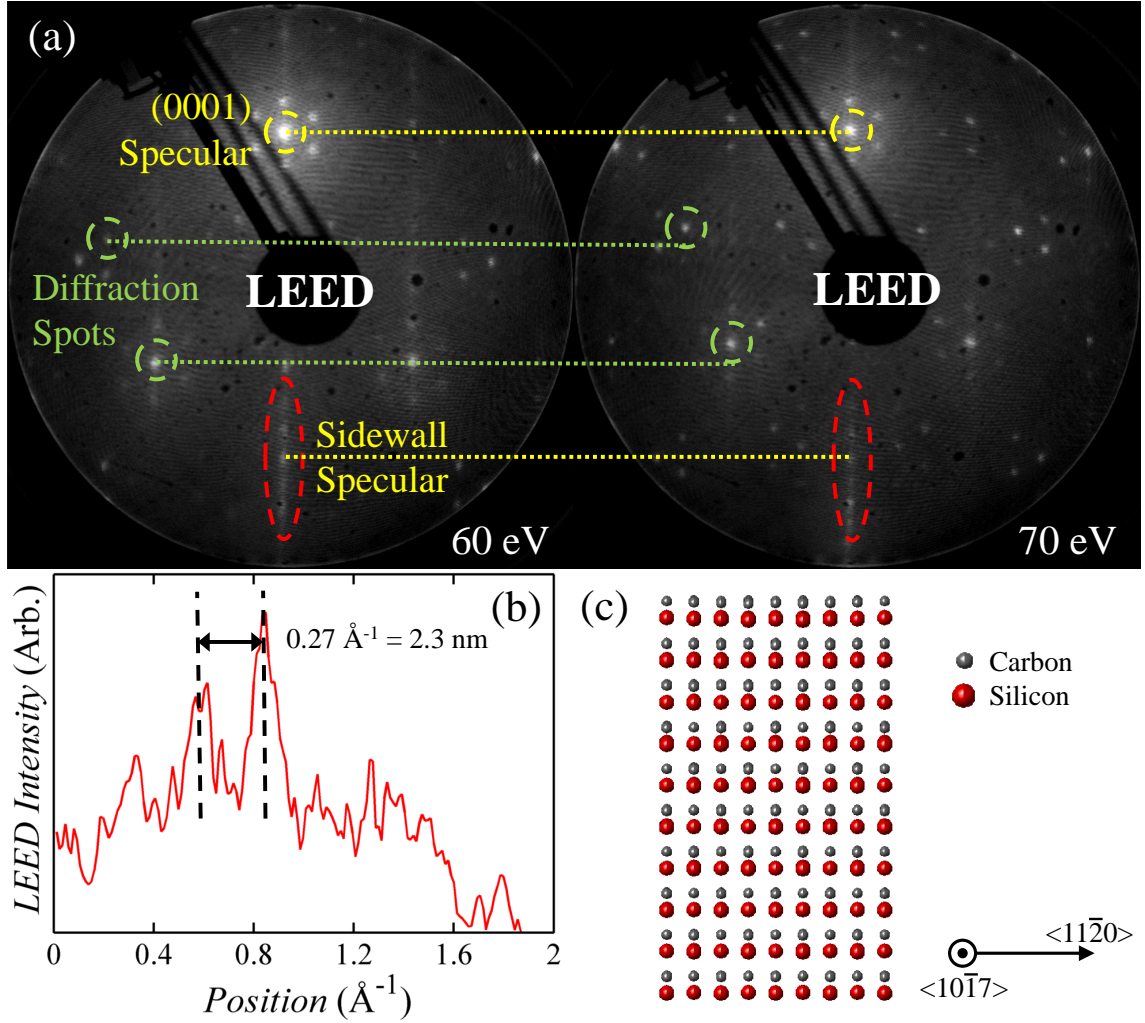 (a)
(0001)
Specular
Diffraction
Spots
LEED
LEED
Sidewall
Specular
60 eV
70 eV
(b)
0.27 Å⁻¹ = 2.3 nm
LEED Intensity (Arb.)
0 0.4 0.8 1.2 1.6 2
Position (Å⁻¹)
(c)
Carbon
Silicon
<112̅0>
<101̅7>